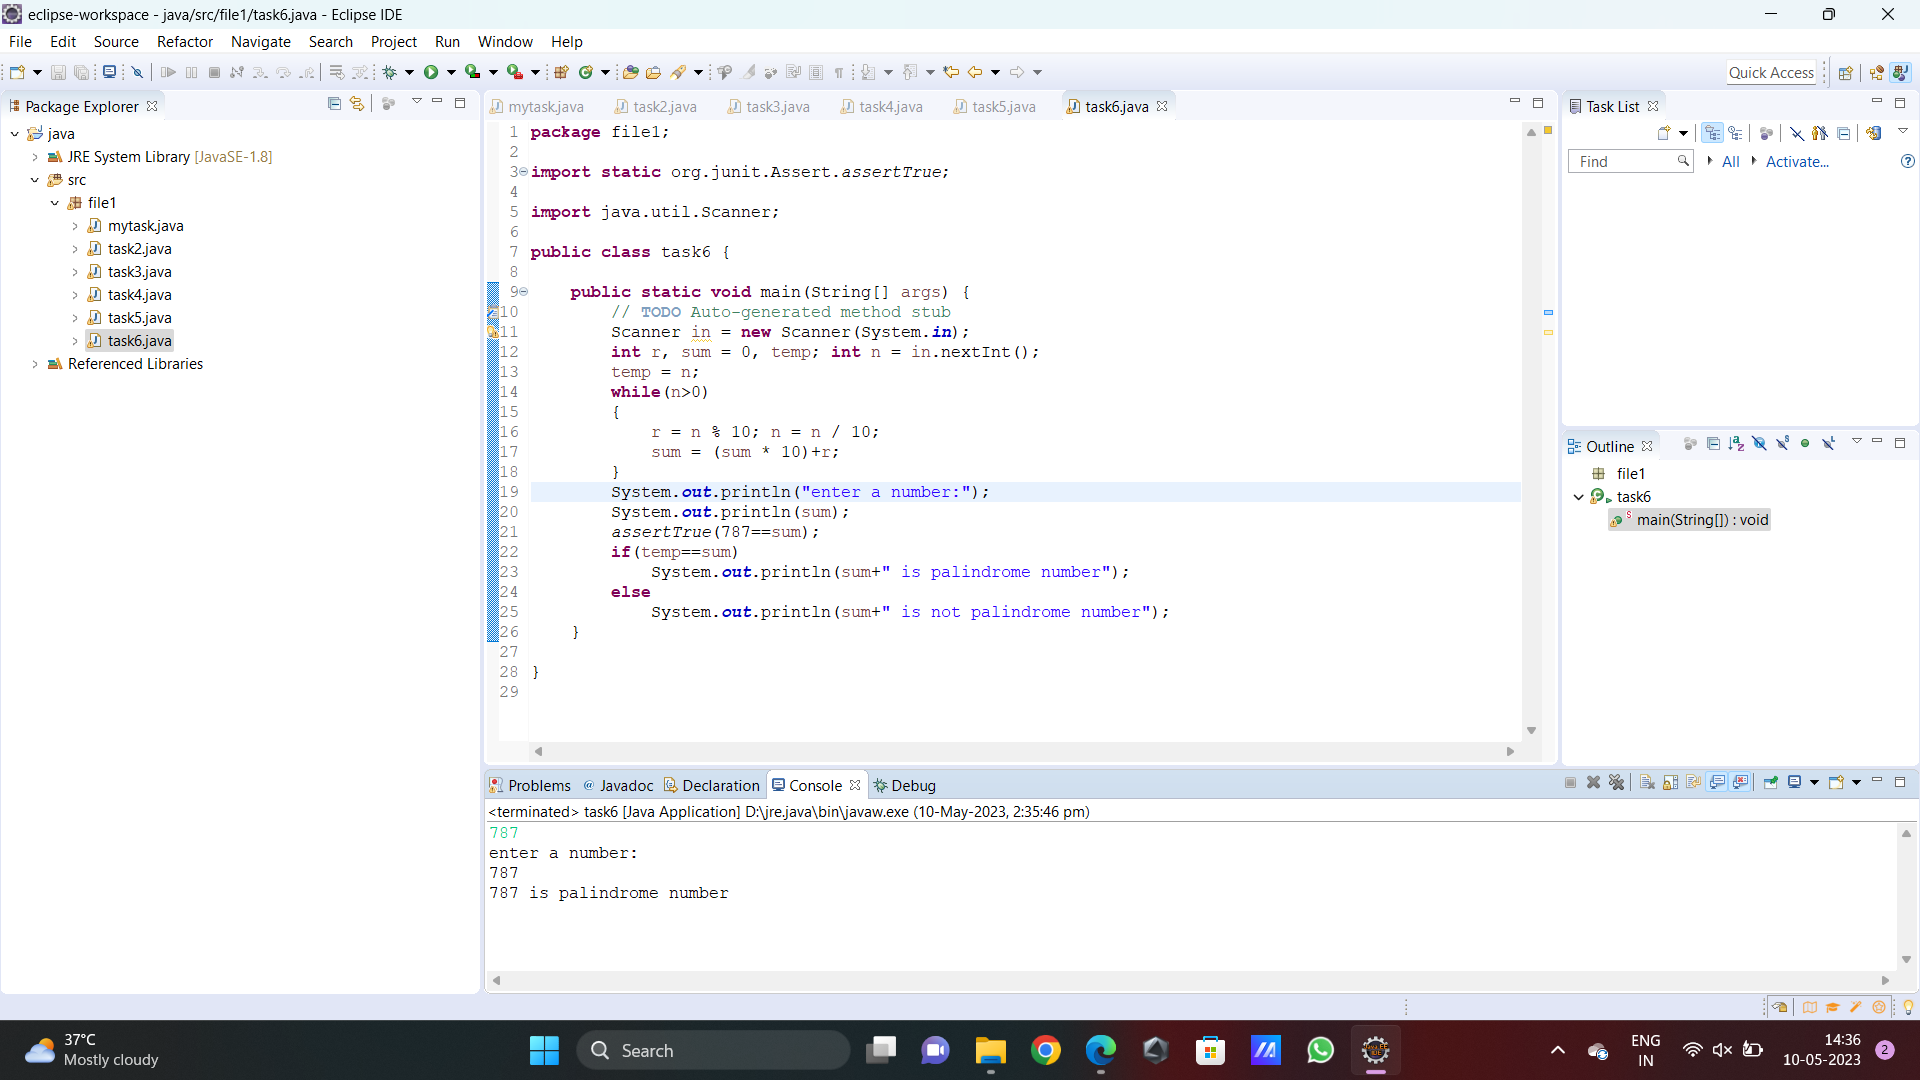 eclipse-workspace - java/src/file1/task6.java - Eclipse IDE
File Edit Source Refactor Navigate Search Project Run Window Help
Quick Access
Package Explorer
java
JRE System Library [JavaSE-1.8]
src
file1
mytask.java
task2.java
task3.java
task4.java
task5.java
task6.java
Referenced Libraries
mytask.java task2.java task3.java task4.java task5.java task6.java
1 package file1;
2
3 import static org.junit.Assert.assertTrue;
4
5 import java.util.Scanner;
6
7 public class task6 {
8
9 public static void main(String[] args) {
10 // TODO Auto-generated method stub
11 Scanner in = new Scanner(System.in);
12 int r, sum = 0, temp; int n = in.nextInt();
13 temp = n;
14 while(n>0)
15 {
16 r = n % 10; n = n / 10;
17 sum = (sum * 10)+r;
18 }
19 System.out.println("enter a number:");
20 System.out.println(sum);
21 assertTrue(787==sum);
22 if(temp==sum)
23 System.out.println(sum+" is palindrome number");
24 else
25 System.out.println(sum+" is not palindrome number");
26 }
27
28 }
29
Task List
Find All Activate...
Outline
file1
task6
main(String[]) : void
Problems @ Javadoc Declaration Console Debug
<terminated> task6 [Java Application] D:\jre.java\bin\javaw.exe (10-May-2023, 2:35:46 pm)
787
enter a number:
787
787 is palindrome number
37°C
Mostly cloudy
Search
ENG
IN
14:36
10-05-2023
2